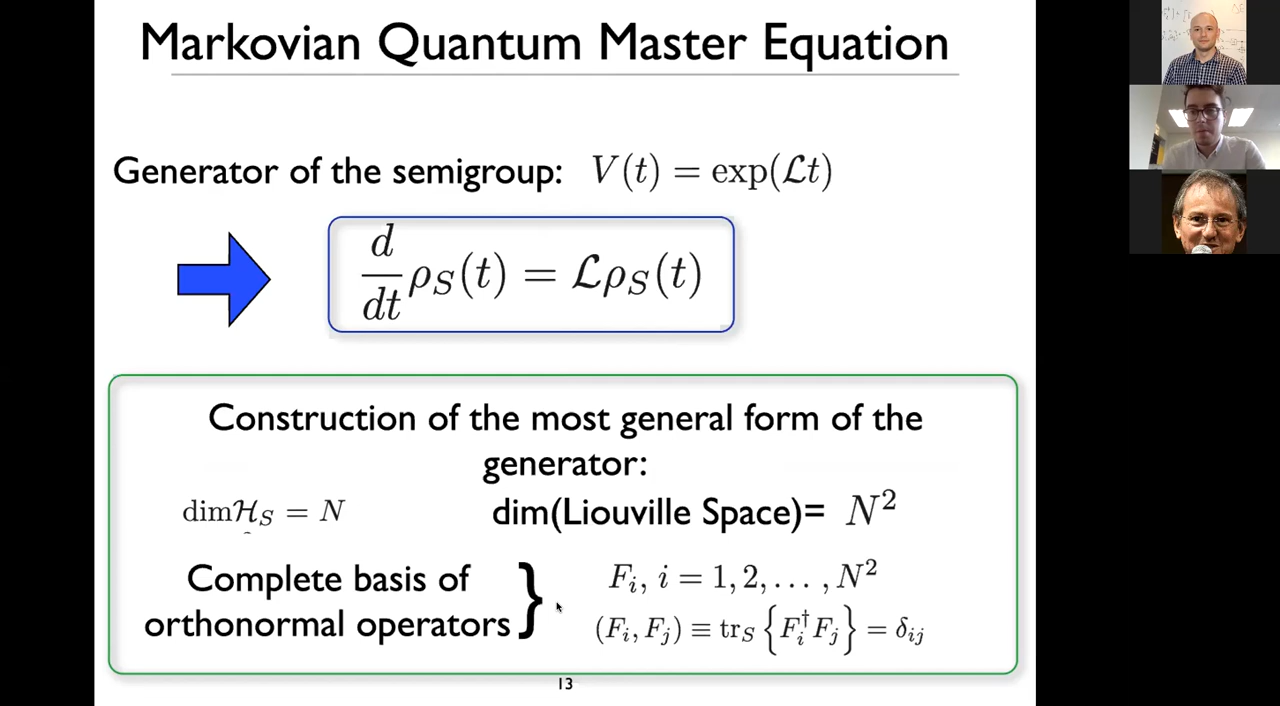 Markovian Quantum Master Equation
Generator of the semigroup: V(t) = exp(ℒt)
d/dt ρ_S(t) = ℒρ_S(t)
Construction of the most general form of the
generator:
dimℋ_S = N
dim(Liouville Space)= N²
Complete basis of
orthonormal operators
F_i, i = 1, 2, . . . , N²
(F_i, F_j) ≡ tr_S {F_i† F_j} = δ_ij
13